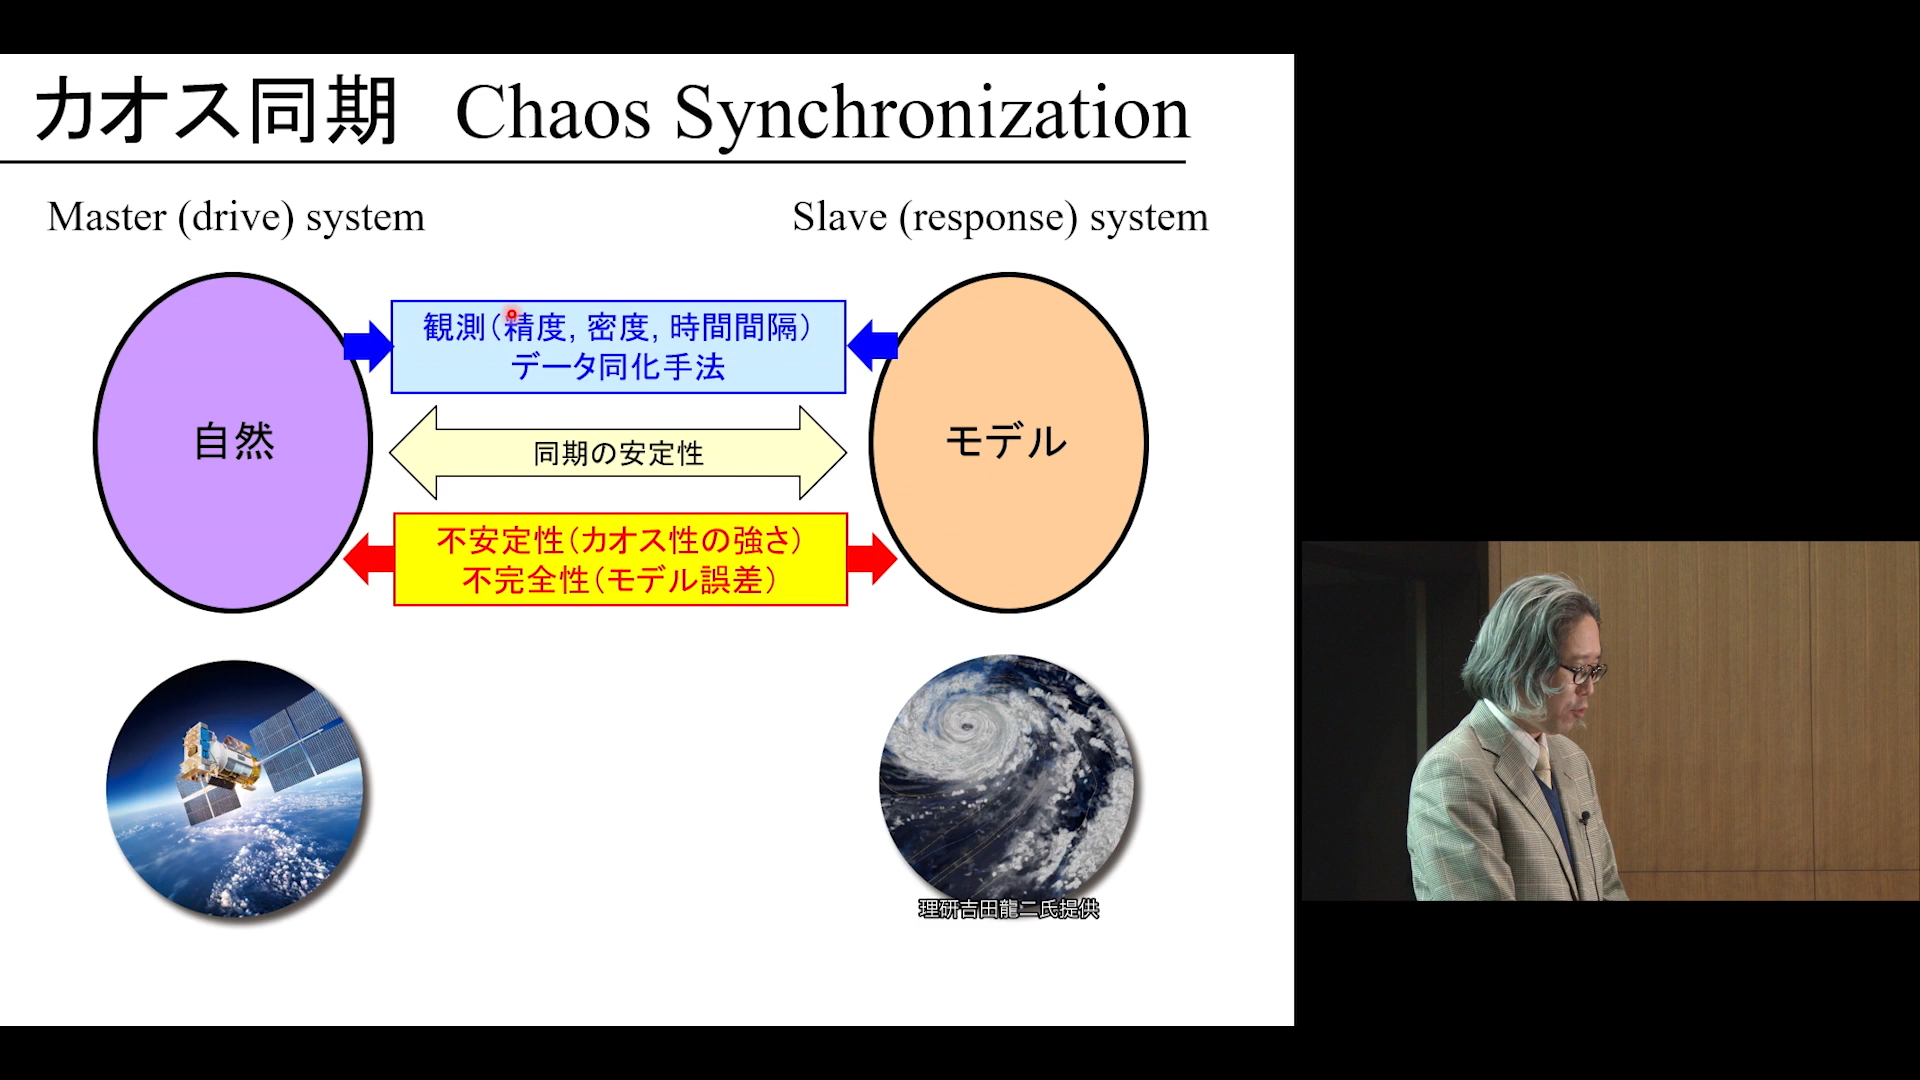 カオス同期 Chaos Synchronization
Master (drive) system
Slave (response) system
観測（精度, 密度, 時間間隔）
データ同化手法
自然
同期の安定性
モデル
不安定性（カオス性の強さ）
不完全性（モデル誤差）
理研吉田龍二氏提供